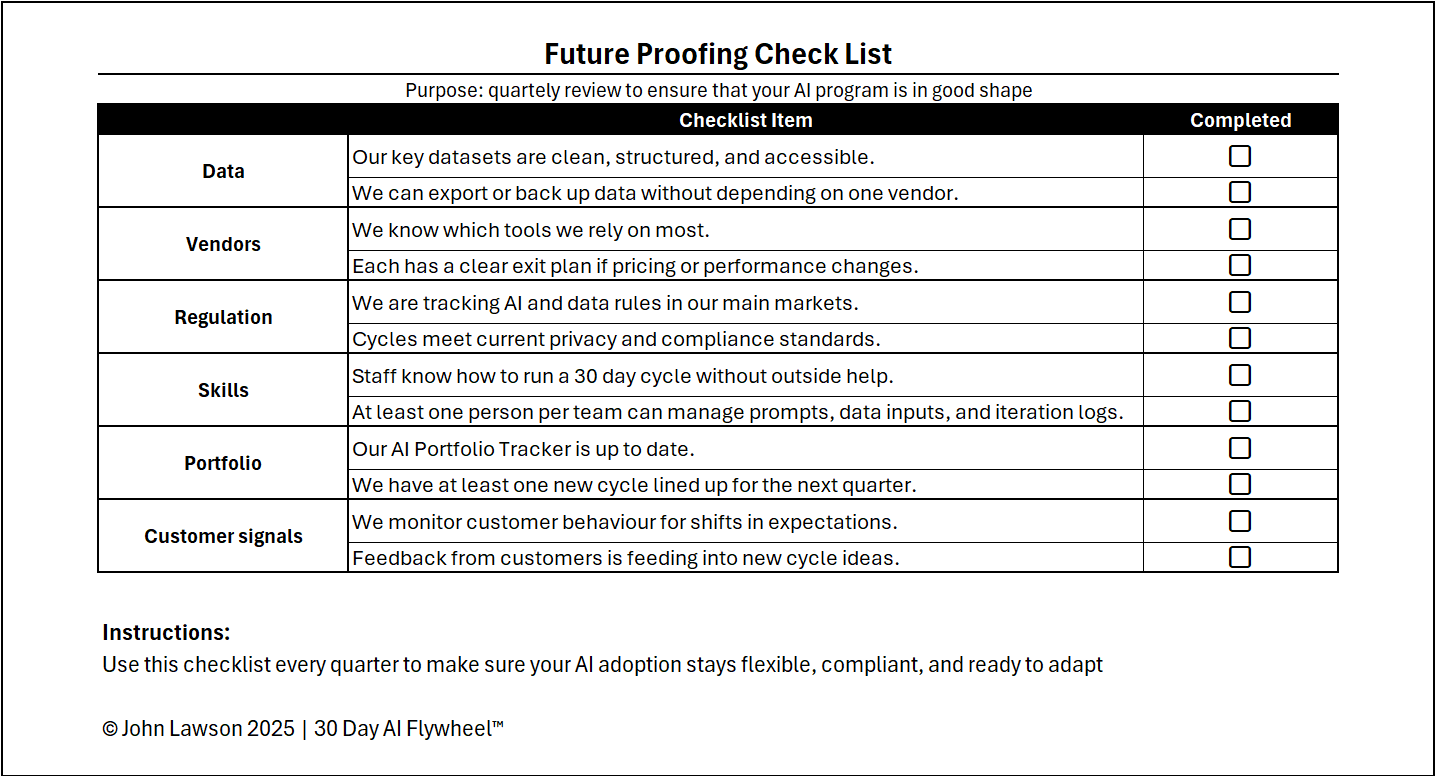 Future Proofing Check List
Purpose: quartely review to ensure that your AI program is in good shape
Checklist Item Completed
Data
Our key datasets are clean, structured, and accessible.
We can export or back up data without depending on one vendor.
Vendors
We know which tools we rely on most.
Each has a clear exit plan if pricing or performance changes.
Regulation
We are tracking AI and data rules in our main markets.
Cycles meet current privacy and compliance standards.
Skills
Staff know how to run a 30 day cycle without outside help.
At least one person per team can manage prompts, data inputs, and iteration logs.
Portfolio
Our AI Portfolio Tracker is up to date.
We have at least one new cycle lined up for the next quarter.
Customer signals
We monitor customer behaviour for shifts in expectations.
Feedback from customers is feeding into new cycle ideas.
Instructions:
Use this checklist every quarter to make sure your AI adoption stays flexible, compliant, and ready to adapt
© John Lawson 2025 | 30 Day AI Flywheel™